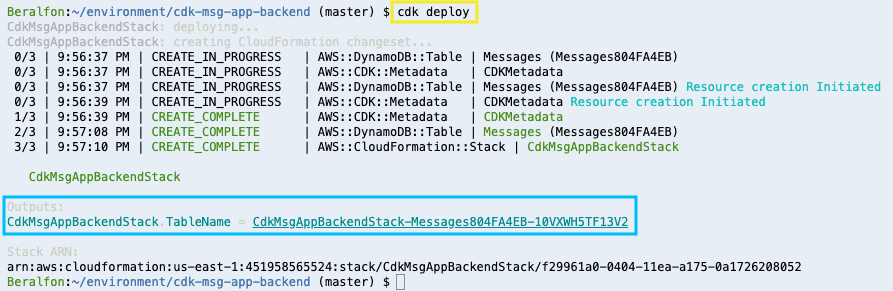 Beralfon:~/environment/cdk-msg-app-backend (master) $ cdk deploy
CdkMsgAppBackendStack: deploying...
CdkMsgAppBackendStack: creating CloudFormation changeset...
0/3 | 9:56:37 PM | CREATE_IN_PROGRESS | AWS::DynamoDB::Table | Messages (Messages804FA4EB)
0/3 | 9:56:37 PM | CREATE_IN_PROGRESS | AWS::CDK::Metadata | CDKMetadata
0/3 | 9:56:37 PM | CREATE_IN_PROGRESS | AWS::DynamoDB::Table | Messages (Messages804FA4EB) Resource creation Initiated
0/3 | 9:56:39 PM | CREATE_IN_PROGRESS | AWS::CDK::Metadata | CDKMetadata Resource creation Initiated
1/3 | 9:56:39 PM | CREATE_COMPLETE | AWS::CDK::Metadata | CDKMetadata
2/3 | 9:57:08 PM | CREATE_COMPLETE | AWS::DynamoDB::Table | Messages (Messages804FA4EB)
3/3 | 9:57:10 PM | CREATE_COMPLETE | AWS::CloudFormation::Stack | CdkMsgAppBackendStack
CdkMsgAppBackendStack
Outputs:
CdkMsgAppBackendStack.TableName = CdkMsgAppBackendStack-Messages804FA4EB-10VXWH5TF13V2
Stack ARN:
arn:aws:cloudformation:us-east-1:451958565524:stack/CdkMsgAppBackendStack/f29961a0-0404-11ea-a175-0a1726208052
Beralfon:~/environment/cdk-msg-app-backend (master) $